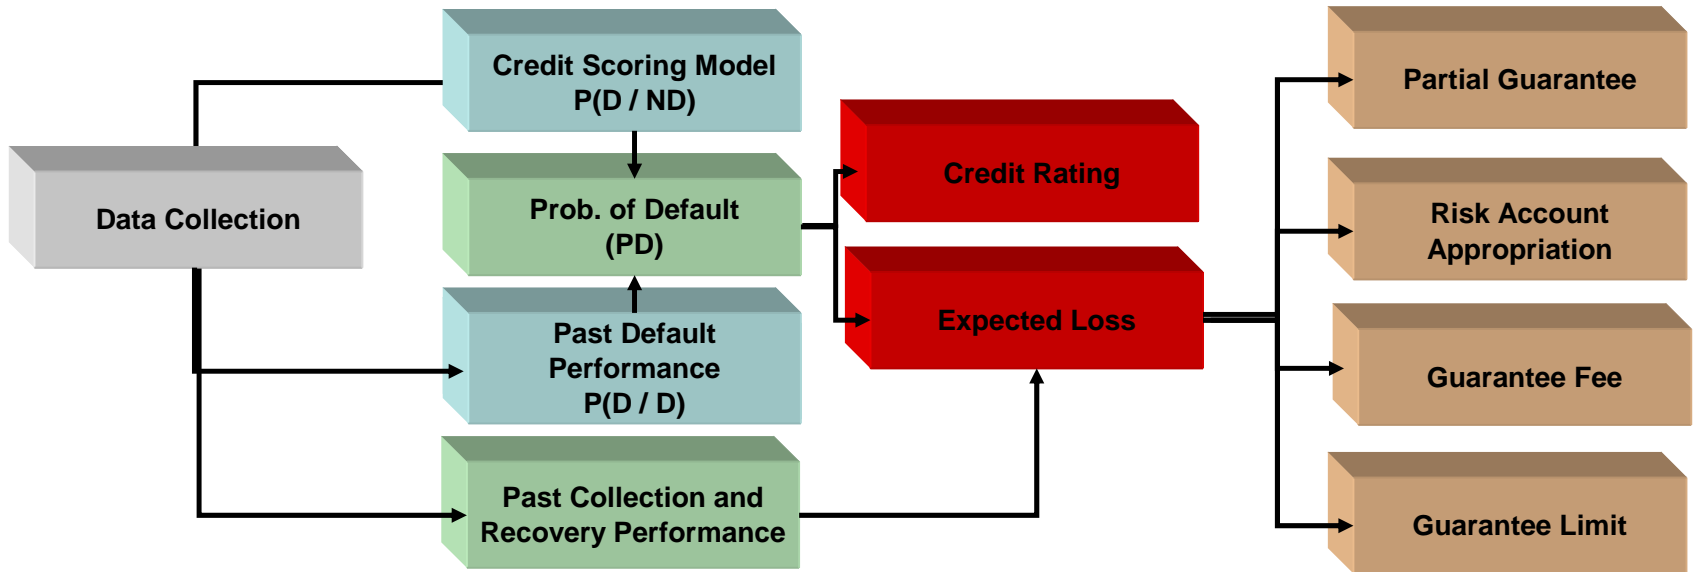 Data Collection
Credit Scoring Model
P(D / ND)
Prob. of Default
(PD)
Past Default
Performance
P(D / D)
Past Collection and
Recovery Performance
Credit Rating
Expected Loss
Partial Guarantee
Risk Account
Appropriation
Guarantee Fee
Guarantee Limit